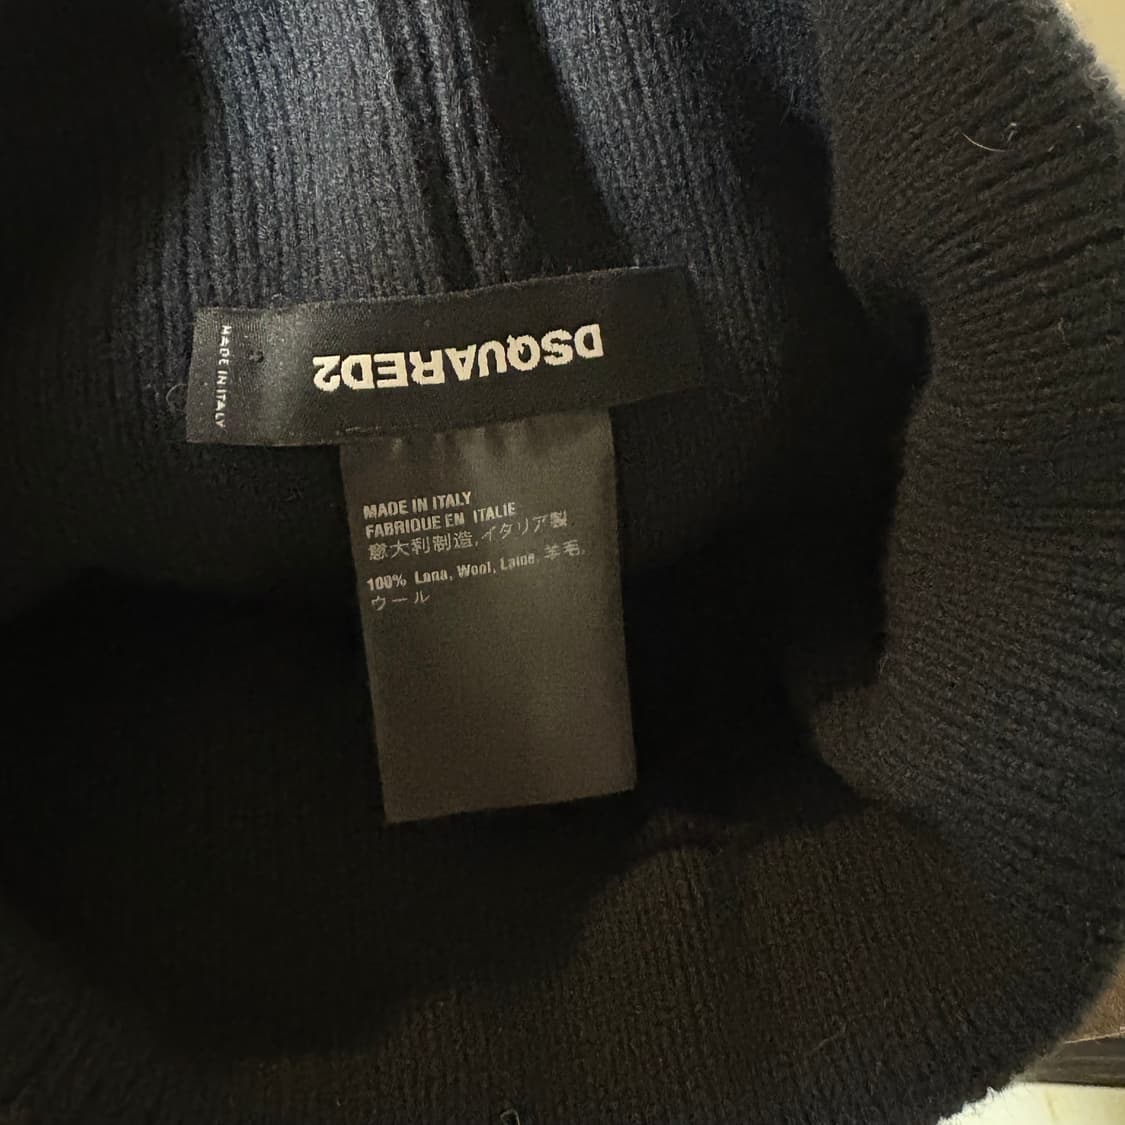 DSQUARED2
MADE IN ITALY
MADE IN ITALY
FABRIQUE EN ITALIE
意大利制造,イタリア製
100% Lana, Wool, Laine, 羊毛,
ウール